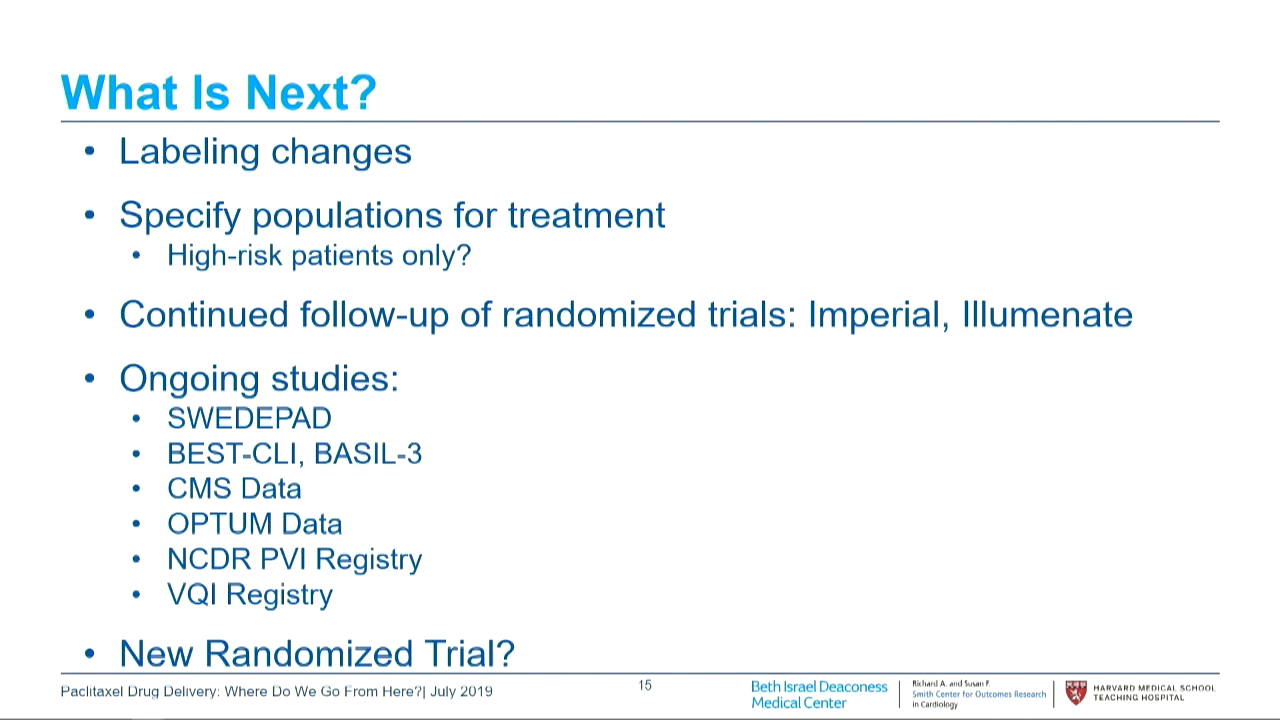 What Is Next?
• Labeling changes
• Specify populations for treatment
• High-risk patients only?
• Continued follow-up of randomized trials: Imperial, Illumenate
• Ongoing studies:
• SWEDEPAD
• BEST-CLI, BASIL-3
• CMS Data
• OPTUM Data
• NCDR PVI Registry
• VQI Registry
• New Randomized Trial?
Paclitaxel Drug Delivery: Where Do We Go From Here?| July 2019
15
Beth Israel Deaconess
Medical Center
Richard A. and Susan F.
Smith Center for Outcomes Research
in Cardiology
HARVARD MEDICAL SCHOOL
TEACHING HOSPITAL